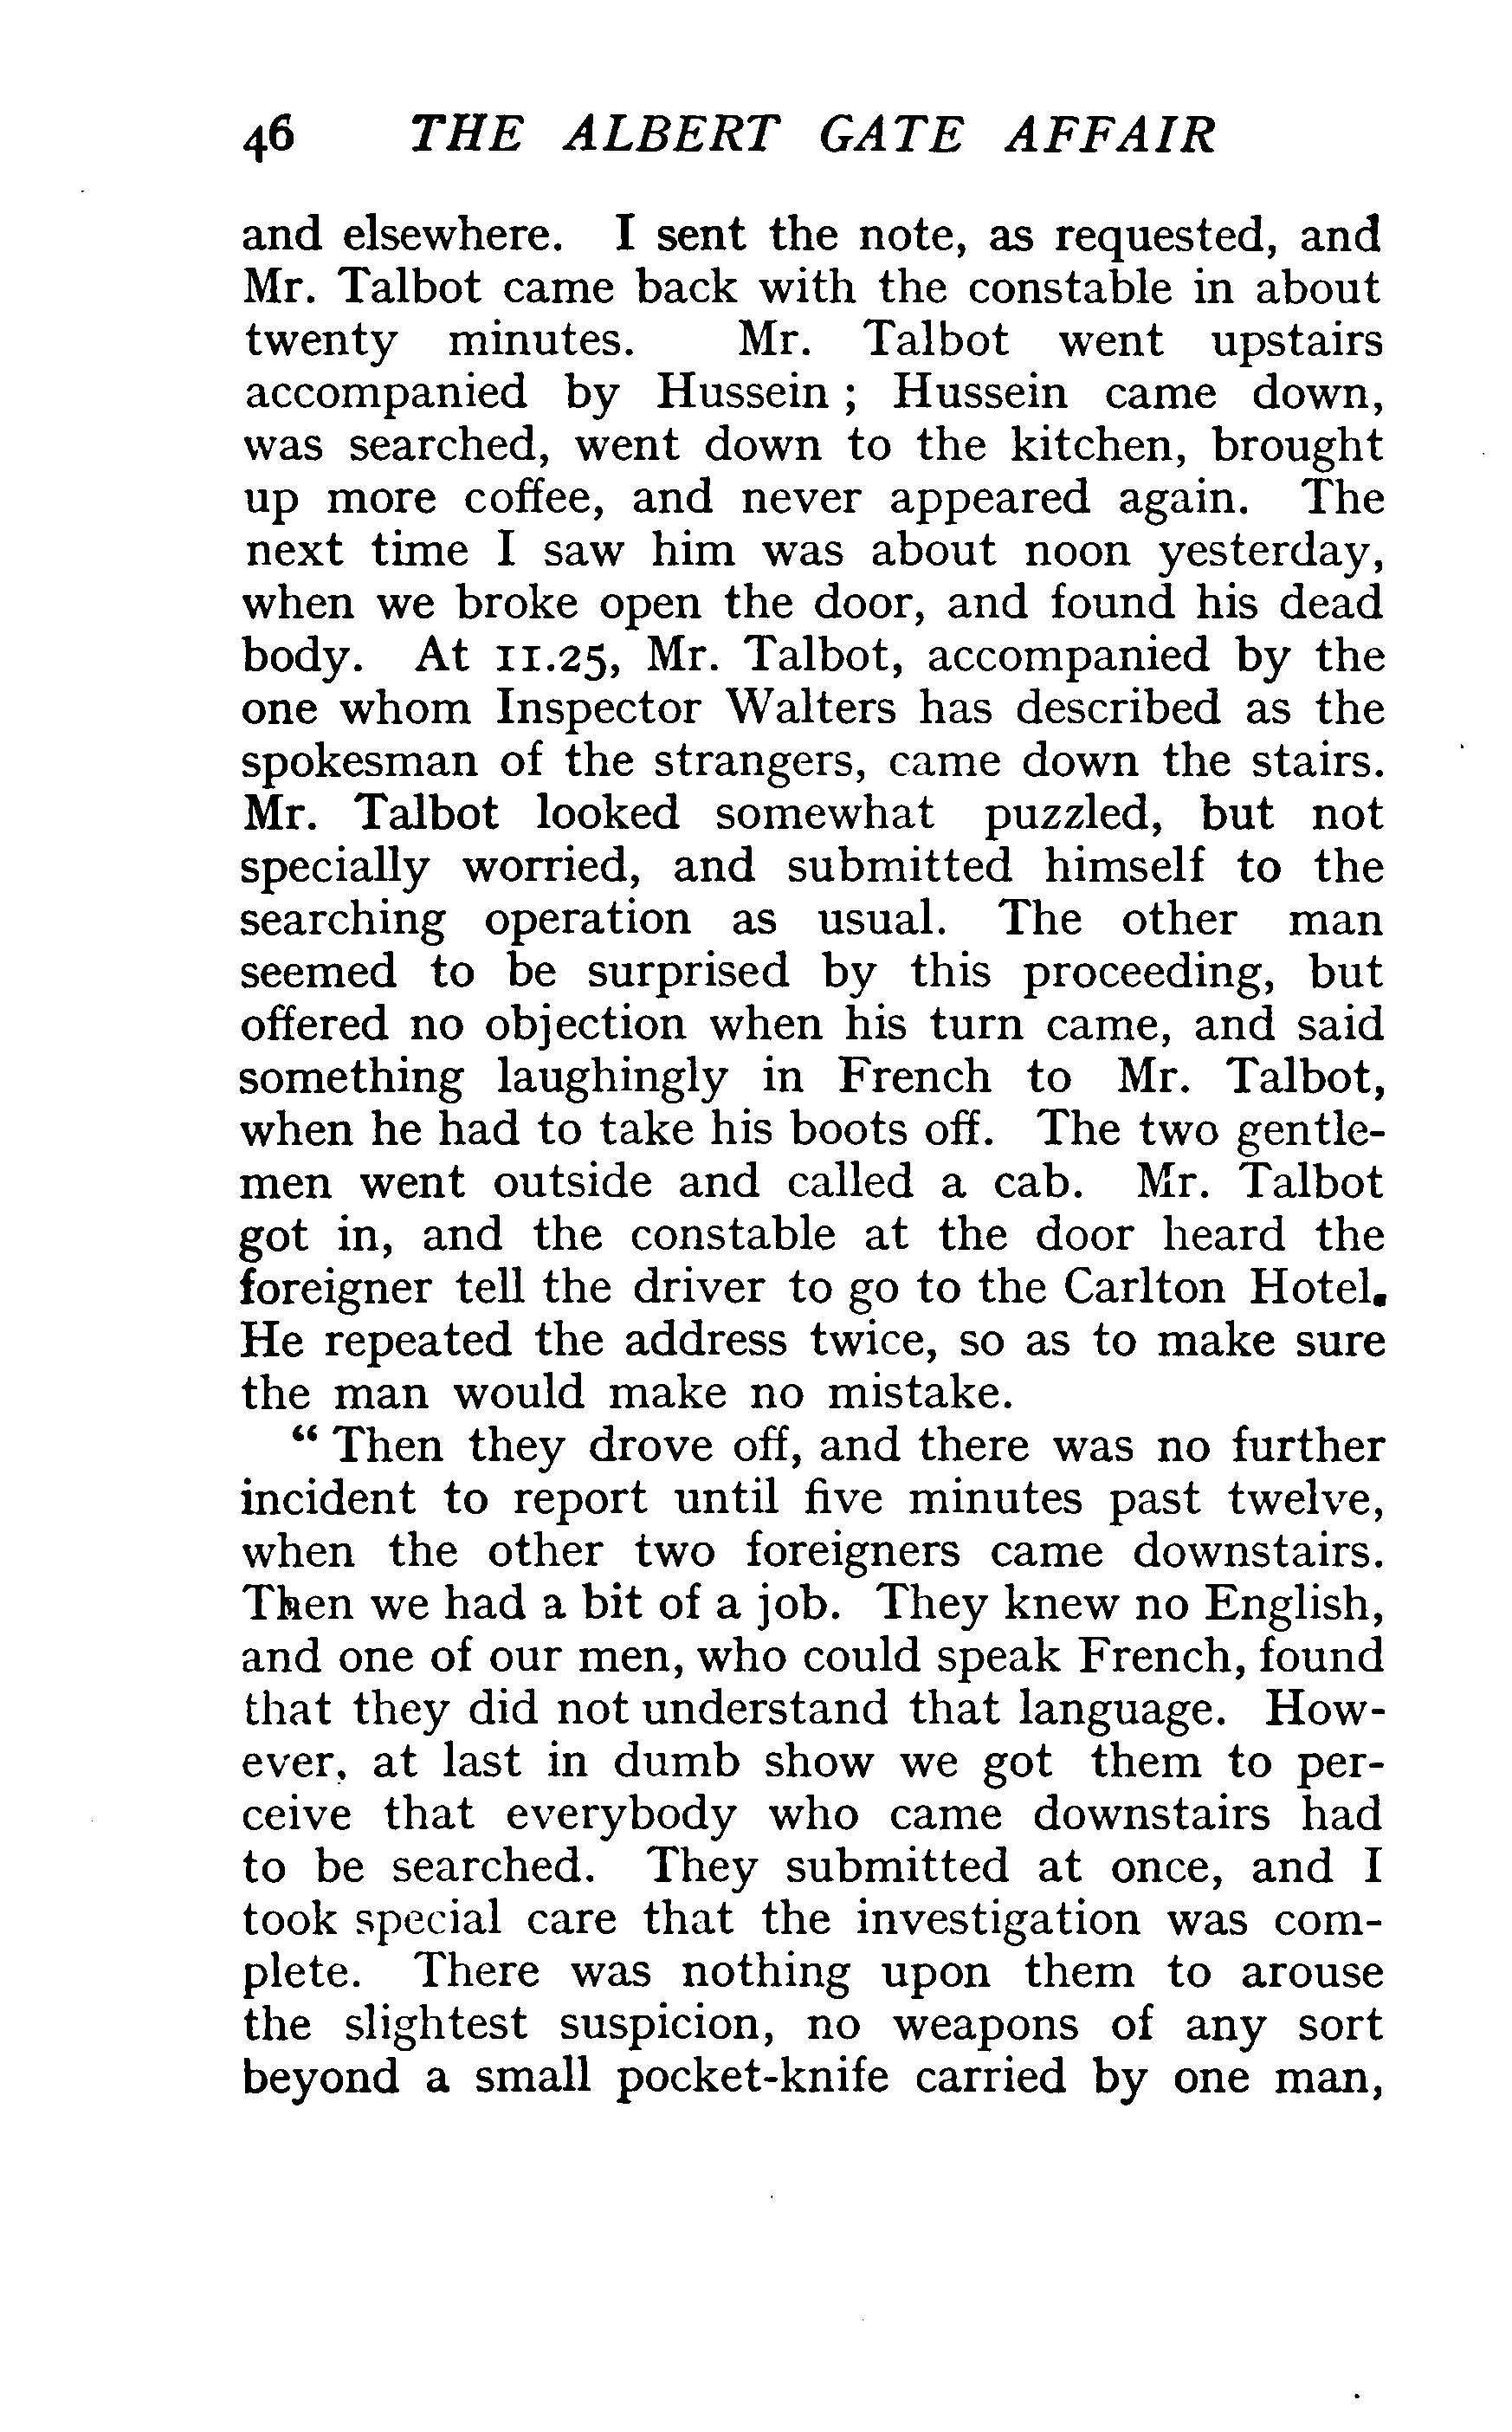 46 THE ALBERT GATE AFFAIR
and elsewhere. I sent the note, as requested, and
Mr. Talbot came back with the constable in about
twenty minutes. Mr. Talbot went upstairs
accompanied by Hussein ; Hussein came down,
was searched, went down to the kitchen, brought
up more coffee, and never appeared again. The
next time I saw him was about noon yesterday,
when we broke open the door, and found his dead
body. At 11.25, Mr. Talbot, accompanied by the
one whom Inspector Walters has described as the
spokesman of the strangers, came down the stairs.
Mr. Talbot looked somewhat puzzled, but not
specially worried, and submitted himself to the
searching operation as usual. The other man
seemed to be surprised by this proceeding, but
offered no objection when his turn came, and said
something laughingly in French to Mr. Talbot,
when he had to take his boots off. The two gentle-
men went outside and called a cab. Mr. Talbot
got in, and the constable at the door heard the
foreigner tell the driver to go to the Carlton Hotel.
He repeated the address twice, so as to make sure
the man would make no mistake.
“ Then they drove off, and there was no further
incident to report until five minutes past twelve,
when the other two foreigners came downstairs.
Then we had a bit of a job. They knew no English,
and one of our men, who could speak French, found
that they did not understand that language. How-
ever, at last in dumb show we got them to per-
ceive that everybody who came downstairs had
to be searched. They submitted at once, and I
took special care that the investigation was com-
plete. There was nothing upon them to arouse
the slightest suspicion, no weapons of any sort
beyond a small pocket-knife carried by one man,